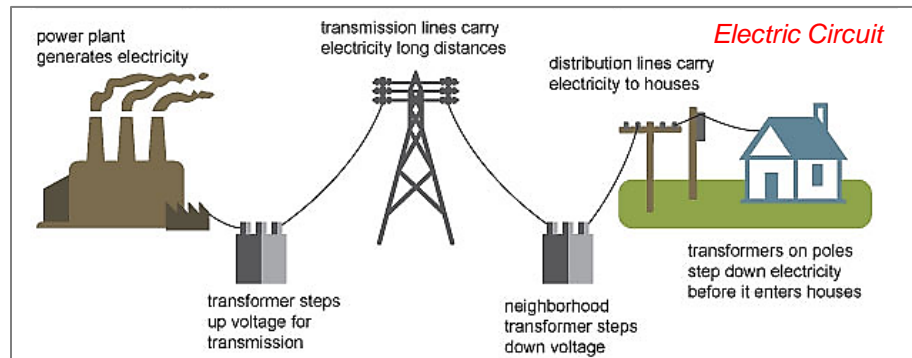 power plant
generates electricity
transmission lines carry
electricity long distances
Electric Circuit
distribution lines carry
electricity to houses
transformer steps
up voltage for
transmission
neighborhood
transformer steps
down voltage
transformers on poles
step down electricity
before it enters houses